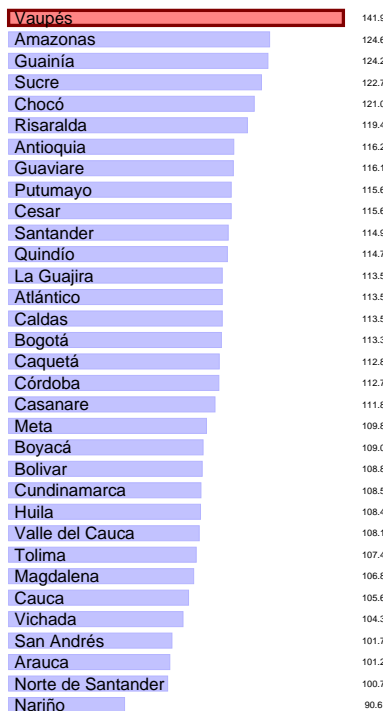 Vaupés 141.9
Amazonas 124.6
Guainía 124.2
Sucre 122.7
Chocó 121.0
Risaralda 119.4
Antioquia 116.2
Guaviare 116.1
Putumayo 115.6
Cesar 115.6
Santander 114.9
Quindío 114.7
La Guajira 113.5
Atlántico 113.5
Caldas 113.5
Bogotá 113.3
Caquetá 112.8
Córdoba 112.7
Casanare 111.8
Meta 109.8
Boyacá 109.0
Bolivar 108.8
Cundinamarca 108.5
Huila 108.4
Valle del Cauca 108.1
Tolima 107.4
Magdalena 106.8
Cauca 105.6
Vichada 104.3
San Andrés 101.7
Arauca 101.2
Norte de Santander 100.7
Nariño 90.6